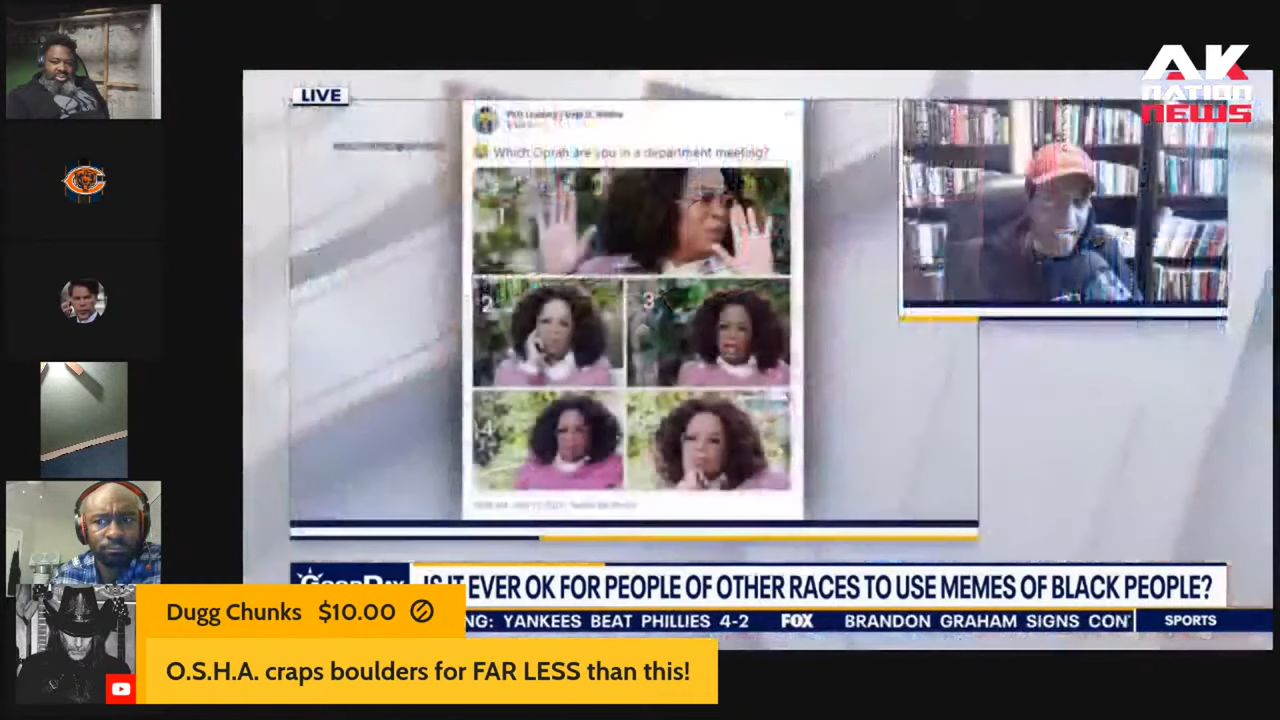 AK
NATION
NEWS
LIVE
Which Oprah are you in a department meeting?
1
2
3
4
GOOD DAY
IS IT EVER OK FOR PEOPLE OF OTHER RACES TO USE MEMES OF BLACK PEOPLE?
NG: YANKEES BEAT PHILLIES 4-2 FOX BRANDON GRAHAM SIGNS CON SPORTS
Dugg Chunks $10.00
O.S.H.A. craps boulders for FAR LESS than this!